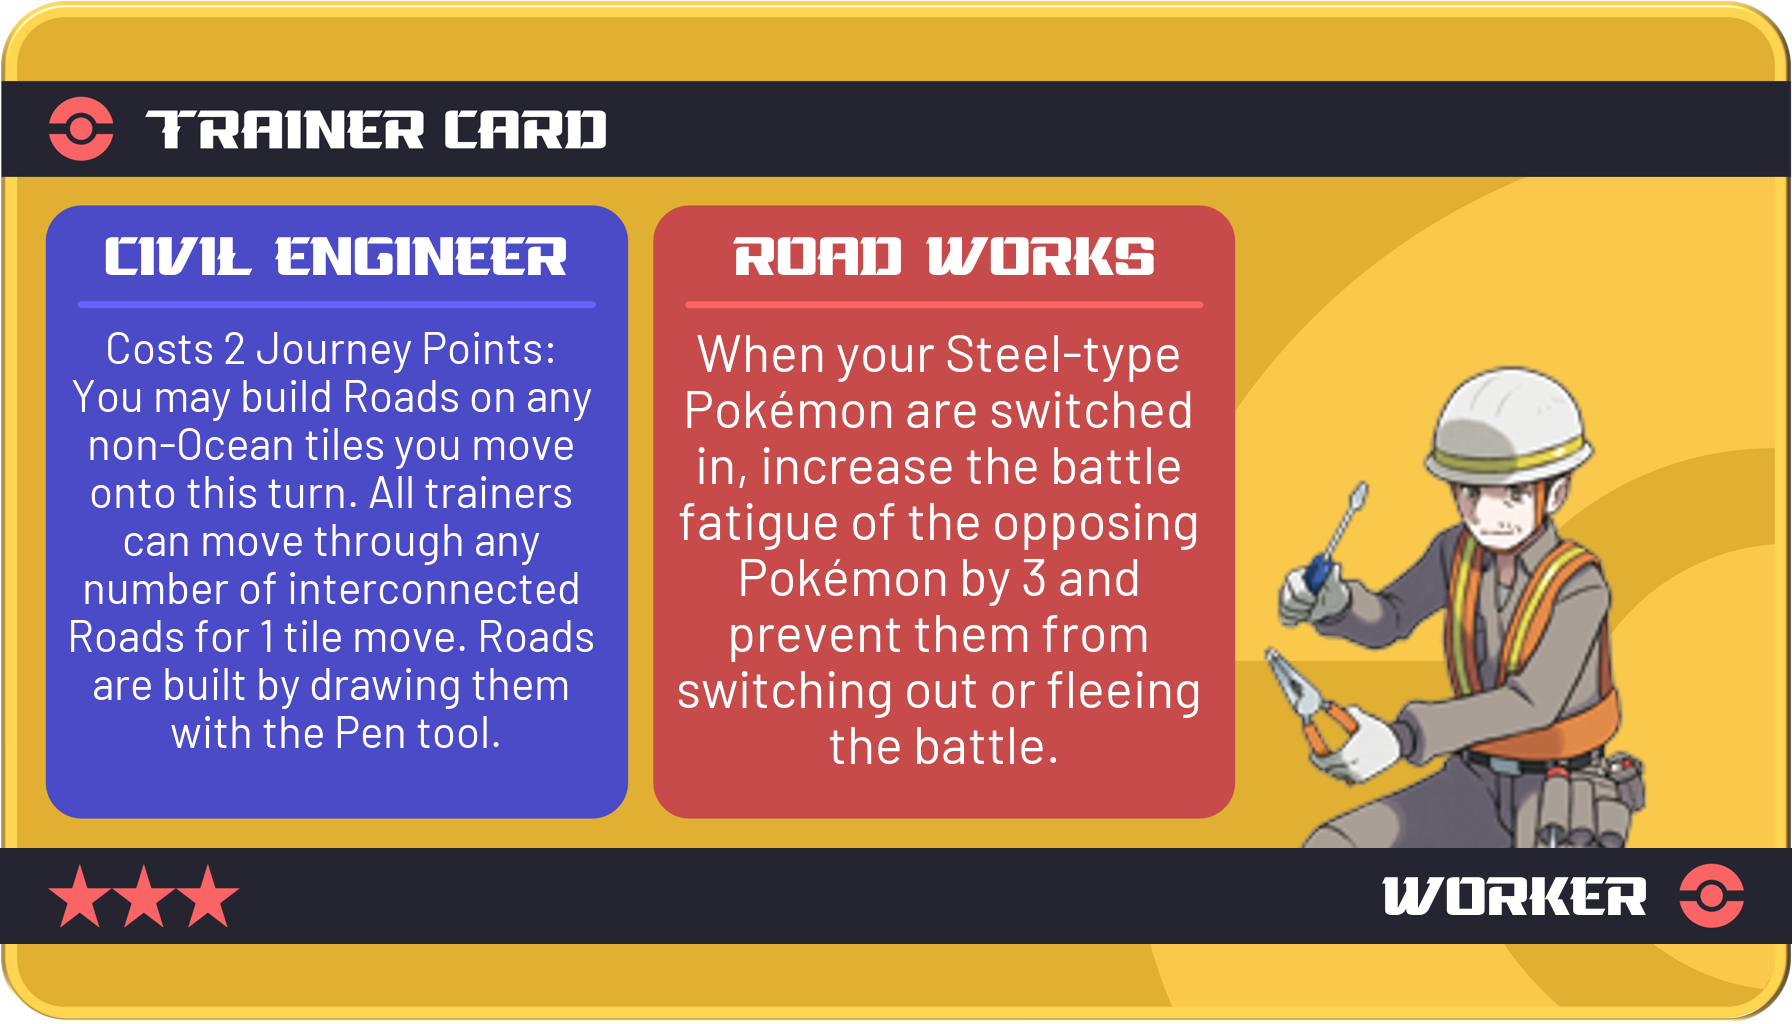 TRAINER CARD
CIVIL ENGINEER
Costs 2 Journey Points:
You may build Roads on any
non-Ocean tiles you move
onto this turn. All trainers
can move through any
number of interconnected
Roads for 1 tile move. Roads
are built by drawing them
with the Pen tool.
ROAD WORKS
When your Steel-type
Pokémon are switched
in, increase the battle
fatigue of the opposing
Pokémon by 3 and
prevent them from
switching out or fleeing
the battle.
WORKER